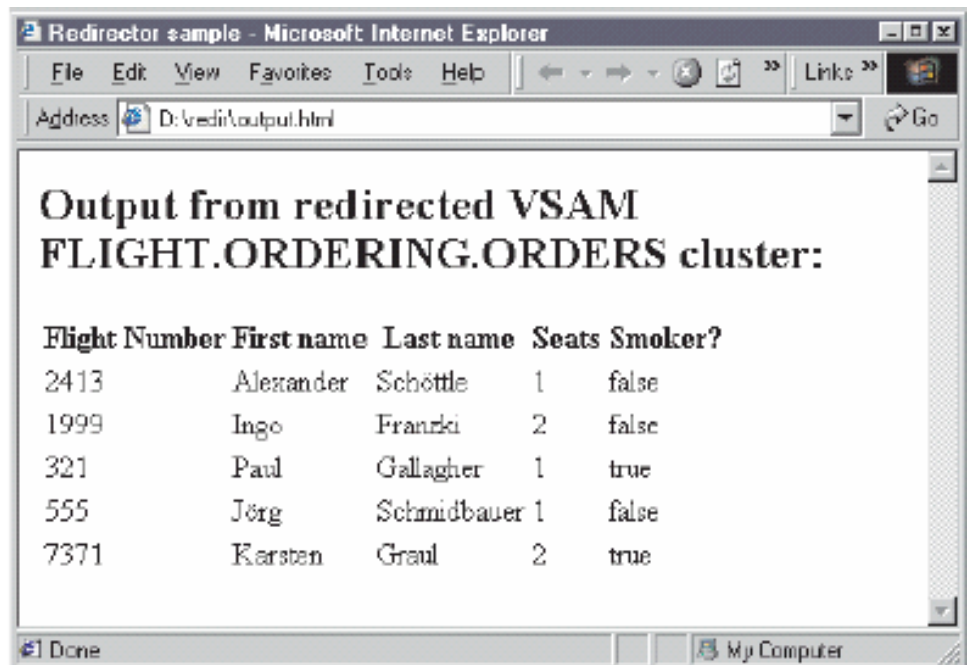 Redirector sample - Microsoft Internet Explorer
File Edit View Favorites Tools Help » Links »
Address D:\redir\output.html Go
Output from redirected VSAM
FLIGHT.ORDERING.ORDERS cluster:
Flight Number First name Last name Seats Smoker?
2413 Alexander Schöttle 1 false
1999 Ingo Franzki 2 false
321 Paul Gallagher 1 true
555 Jörg Schmidbauer 1 false
7371 Karsten Graul 2 true
Done My Computer